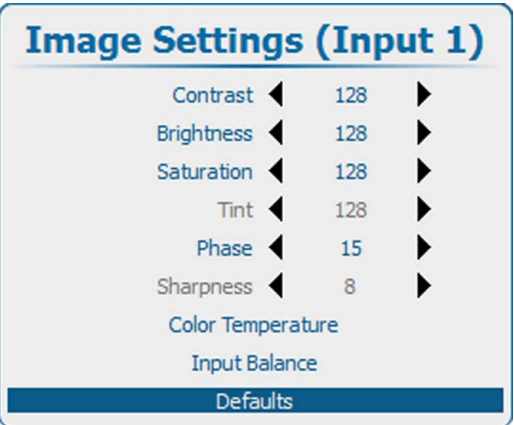 Image Settings (Input 1)
Contrast 128
Brightness 128
Saturation 128
Tint 128
Phase 15
Sharpness 8
Color Temperature
Input Balance
Defaults